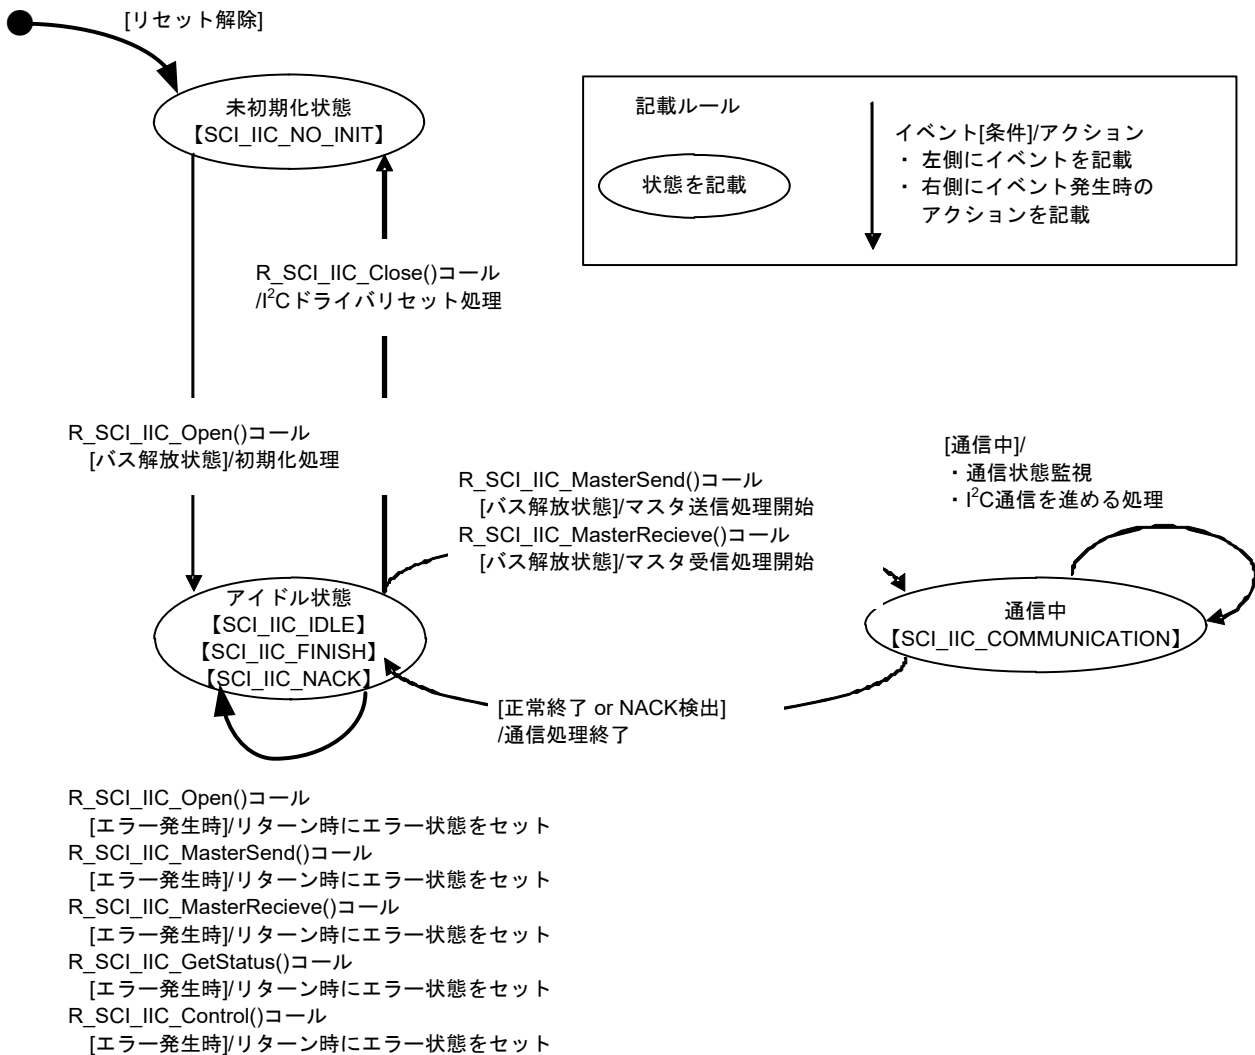 [リセット解除]
未初期化状態
【SCI_IIC_NO_INIT】
記載ルール
状態を記載
イベント[条件]/アクション
・ 左側にイベントを記載
・ 右側にイベント発生時の
アクションを記載
R_SCI_IIC_Close()コール
/I²Cドライバリセット処理
R_SCI_IIC_Open()コール
[バス解放状態]/初期化処理
R_SCI_IIC_MasterSend()コール
[バス解放状態]/マスタ送信処理開始
R_SCI_IIC_MasterRecieve()コール
[バス解放状態]/マスタ受信処理開始
[通信中]/
・通信状態監視
・I²C通信を進める処理
アイドル状態
【SCI_IIC_IDLE】
【SCI_IIC_FINISH】
【SCI_IIC_NACK】
通信中
【SCI_IIC_COMMUNICATION】
[正常終了 or NACK検出]
/通信処理終了
R_SCI_IIC_Open()コール
[エラー発生時]/リターン時にエラー状態をセット
R_SCI_IIC_MasterSend()コール
[エラー発生時]/リターン時にエラー状態をセット
R_SCI_IIC_MasterRecieve()コール
[エラー発生時]/リターン時にエラー状態をセット
R_SCI_IIC_GetStatus()コール
[エラー発生時]/リターン時にエラー状態をセット
R_SCI_IIC_Control()コール
[エラー発生時]/リターン時にエラー状態をセット